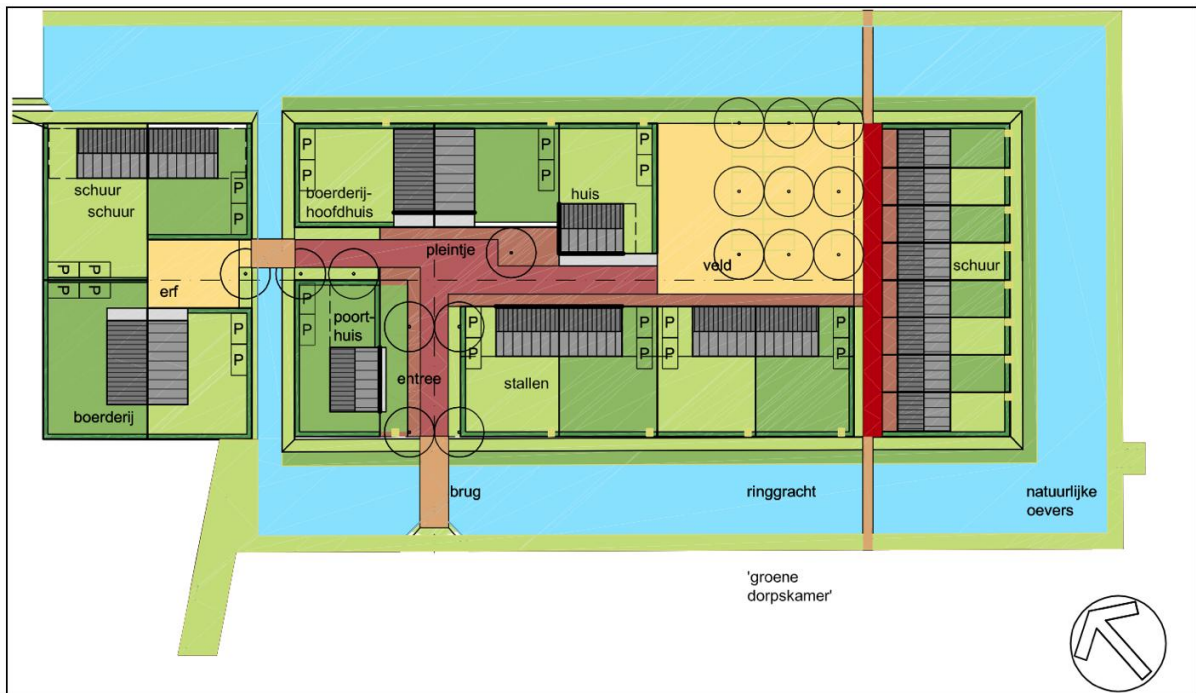 P
P
P
P
P
P
P
P
schuur
schuur
boerderij-
hoofdhuis
huis
P
P
pleintje
veld
schuur
P P
P P
erf
P
P
poort-
huis
P
P
P
P
P
P
P
P
P
P
entree
stallen
boerderij
brug
ringgracht
natuurlijke
oevers
'groene
dorpskamer'